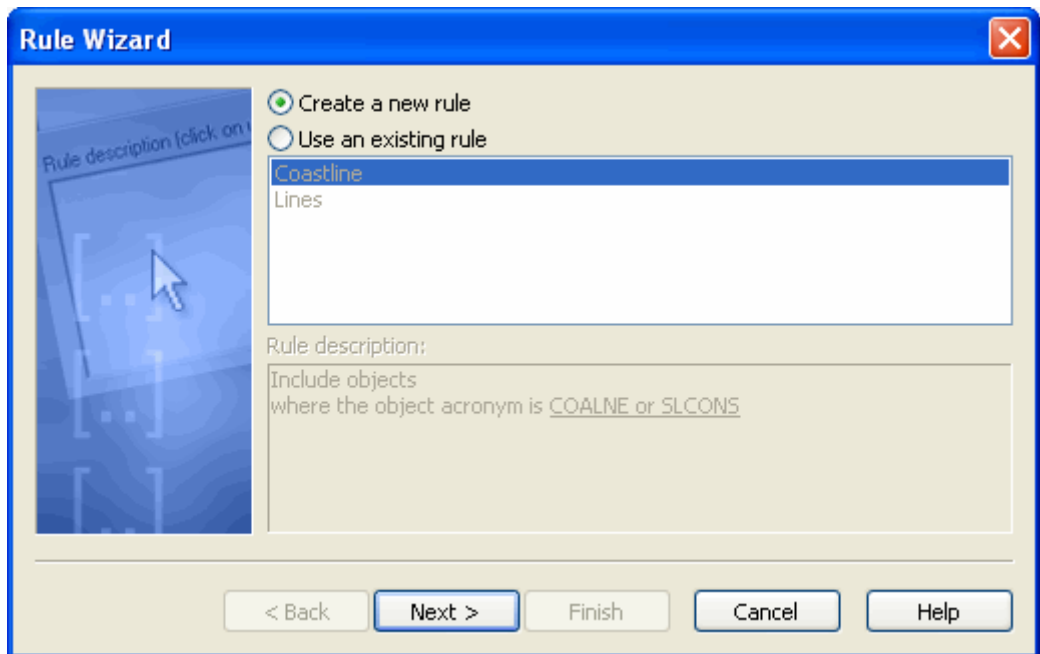 Rule Wizard
Rule description (click on
[..]
[..]
[..]
Create a new rule
Use an existing rule
Coastline
Lines
Rule description:
Include objects
where the object acronym is COALNE or SLCONS
< Back Next > Finish Cancel Help